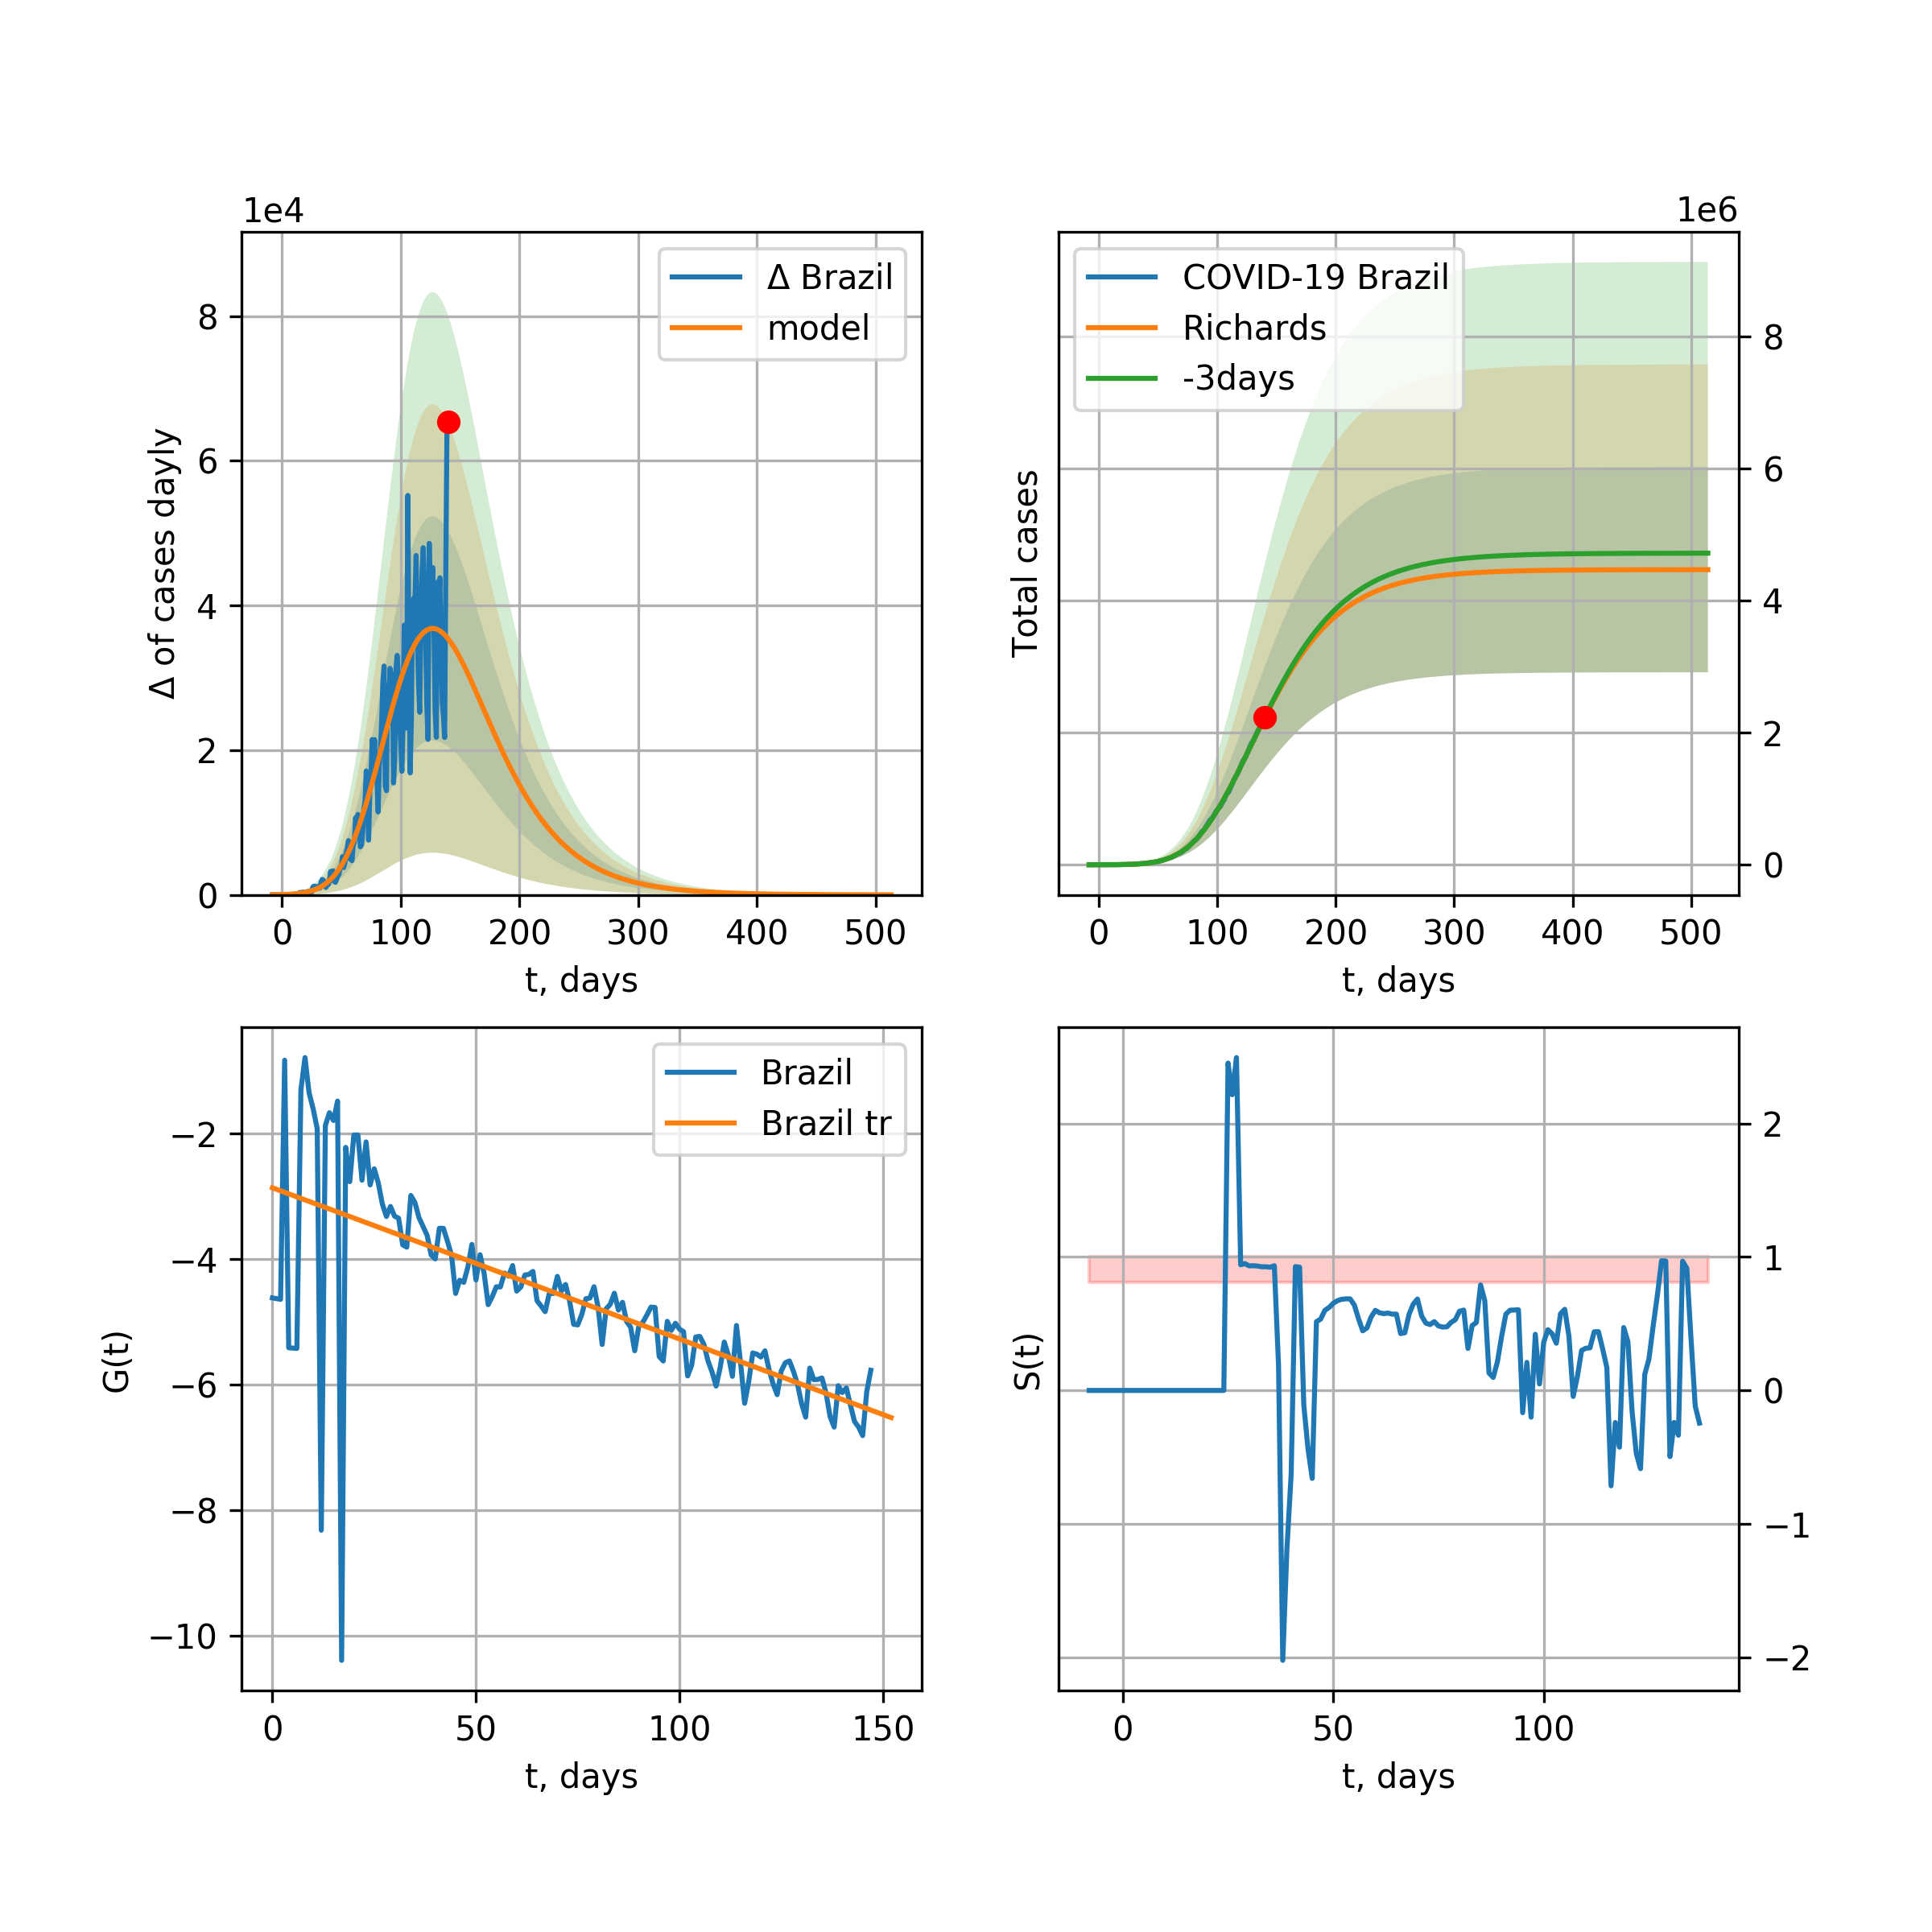 1e4
Δ of cases dayly
8
6
4
2
0
0 100 200 300 400 500
t, days
Δ Brazil
model
1e6
Total cases
8
6
4
2
0
0 100 200 300 400 500
t, days
COVID-19 Brazil
Richards
-3days
G(t)
−2
−4
−6
−8
−10
0 50 100 150
t, days
Brazil
Brazil tr
S(t)
2
1
0
−1
−2
0 50 100
t, days